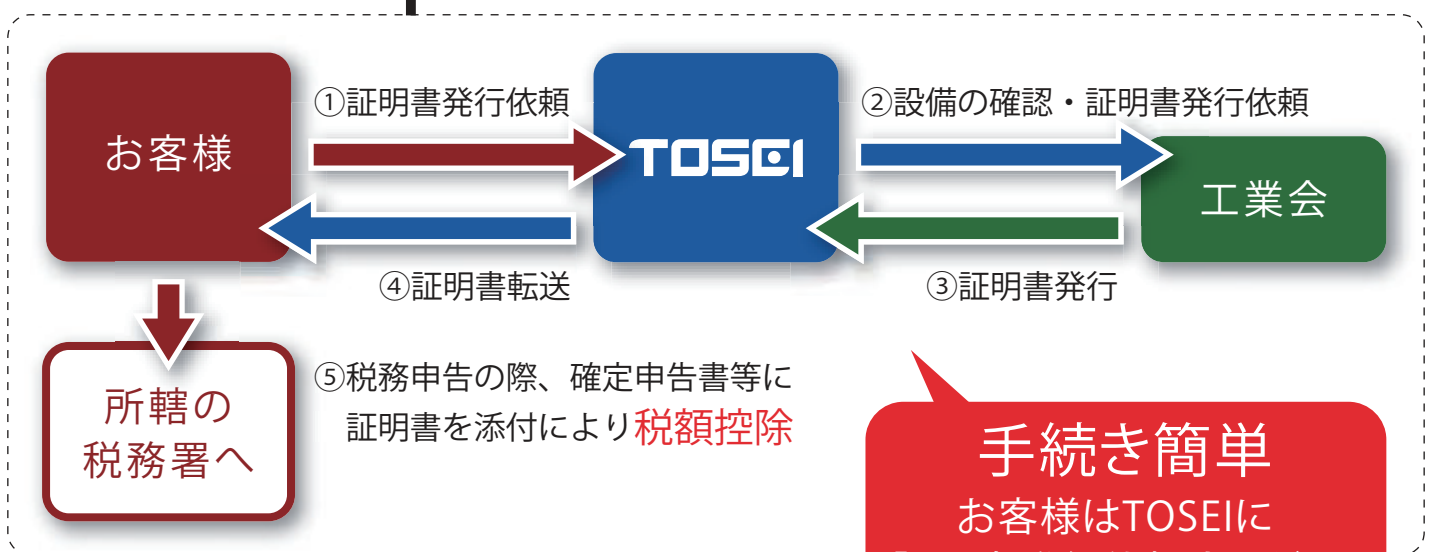 お客様
①証明書発行依頼
TOSEI
②設備の確認・証明書発行依頼
工業会
④証明書転送
③証明書発行
所轄の
税務署へ
⑤税務申告の際、確定申告書等に
証明書を添付により税額控除
手続き簡単
お客様はTOSEIに